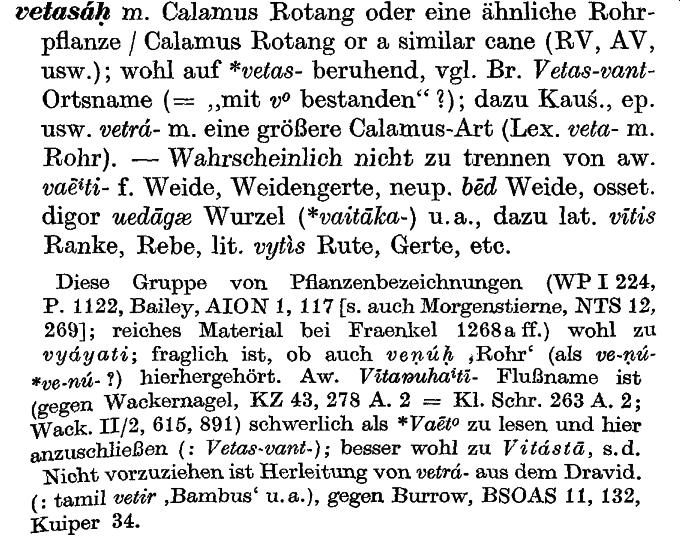 vetasáḥ m. Calamus Rotang oder eine ähnliche Rohr-
pflanze / Calamus Rotang or a similar cane (RV, AV,
usw.); wohl auf *vetas- beruhend, vgl. Br. Vetas-vant-
Ortsname (= „mit v⁰ bestanden“ ?); dazu Kauś., ep.
usw. vetrá- m. eine größere Calamus-Art (Lex. veta- m.
Rohr). — Wahrscheinlich nicht zu trennen von aw.
vaēⁱti- f. Weide, Weidengerte, neup. bēd Weide, osset.
digor uedāgæ Wurzel (*vaitāka-) u. a., dazu lat. vītis
Ranke, Rebe, lit. vytìs Rute, Gerte, etc.
Diese Gruppe von Pflanzenbezeichnungen (WP I 224,
P. 1122, Bailey, AION 1, 117 [s. auch Morgenstierne, NTS 12,
269]; reiches Material bei Fraenkel 1268 a ff.) wohl zu
vyáyati; fraglich ist, ob auch veṇúḥ ‚Rohr‘ (als ve-ṇú-
*ve-nú- ?) hierhergehört. Aw. Vītaɴuhaⁱtī- Flußname ist
(gegen Wackernagel, KZ 43, 278 A. 2 = Kl. Schr. 263 A. 2;
Wack. II/2, 615, 891) schwerlich als *Vaēt⁰ zu lesen und hier
anzuschließen (: Vetas-vant-); besser wohl zu Vitástā, s. d.
Nicht vorzuziehen ist Herleitung von vetrá- aus dem Dravid.
(: tamil vetir ‚Bambus‘ u. a.), gegen Burrow, BSOAS 11, 132,
Kuiper 34.